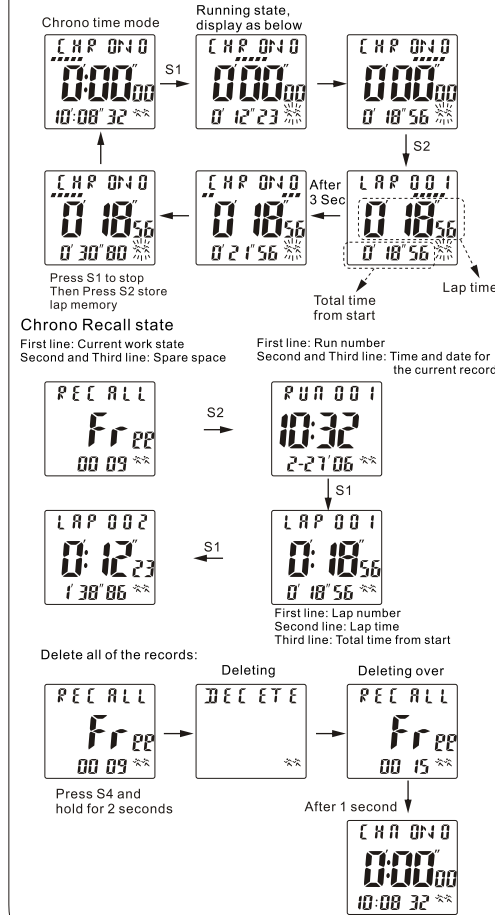 Chrono time mode
Running state,
display as below
CHRONO
0:00"00
10':08"32
S1
CHRONO
0'00"00
0' 12"23
CHRONO
0'00"00
0' 18"56
S2
LAP 001
0' 18"56
0' 18"56
Lap time
Total time
from start
After
3 Sec
CHRONO
0' 18"56
0' 21"56
CHRONO
0' 18"56
0' 30"80
Press S1 to stop
Then Press S2 store
lap memory
Chrono Recall state
First line: Current work state
Second and Third line: Spare space
First line: Run number
Second and Third line: Time and date for
the current record
RECALL
Free
00 09
S2
RUN 001
10:32
2-27'06
S1
LAP 001
0: 18"56
0' 18"56
First line: Lap number
Second line: Lap time
Third line: Total time from start
S1
LAP 002
0: 12"23
1' 38"86
Delete all of the records:
Deleting
Deleting over
RECALL
Free
00 09
Press S4 and
hold for 2 seconds
DECETE
RECALL
Free
00 15
After 1 second
CHRONO
0:00"00
10:08 32